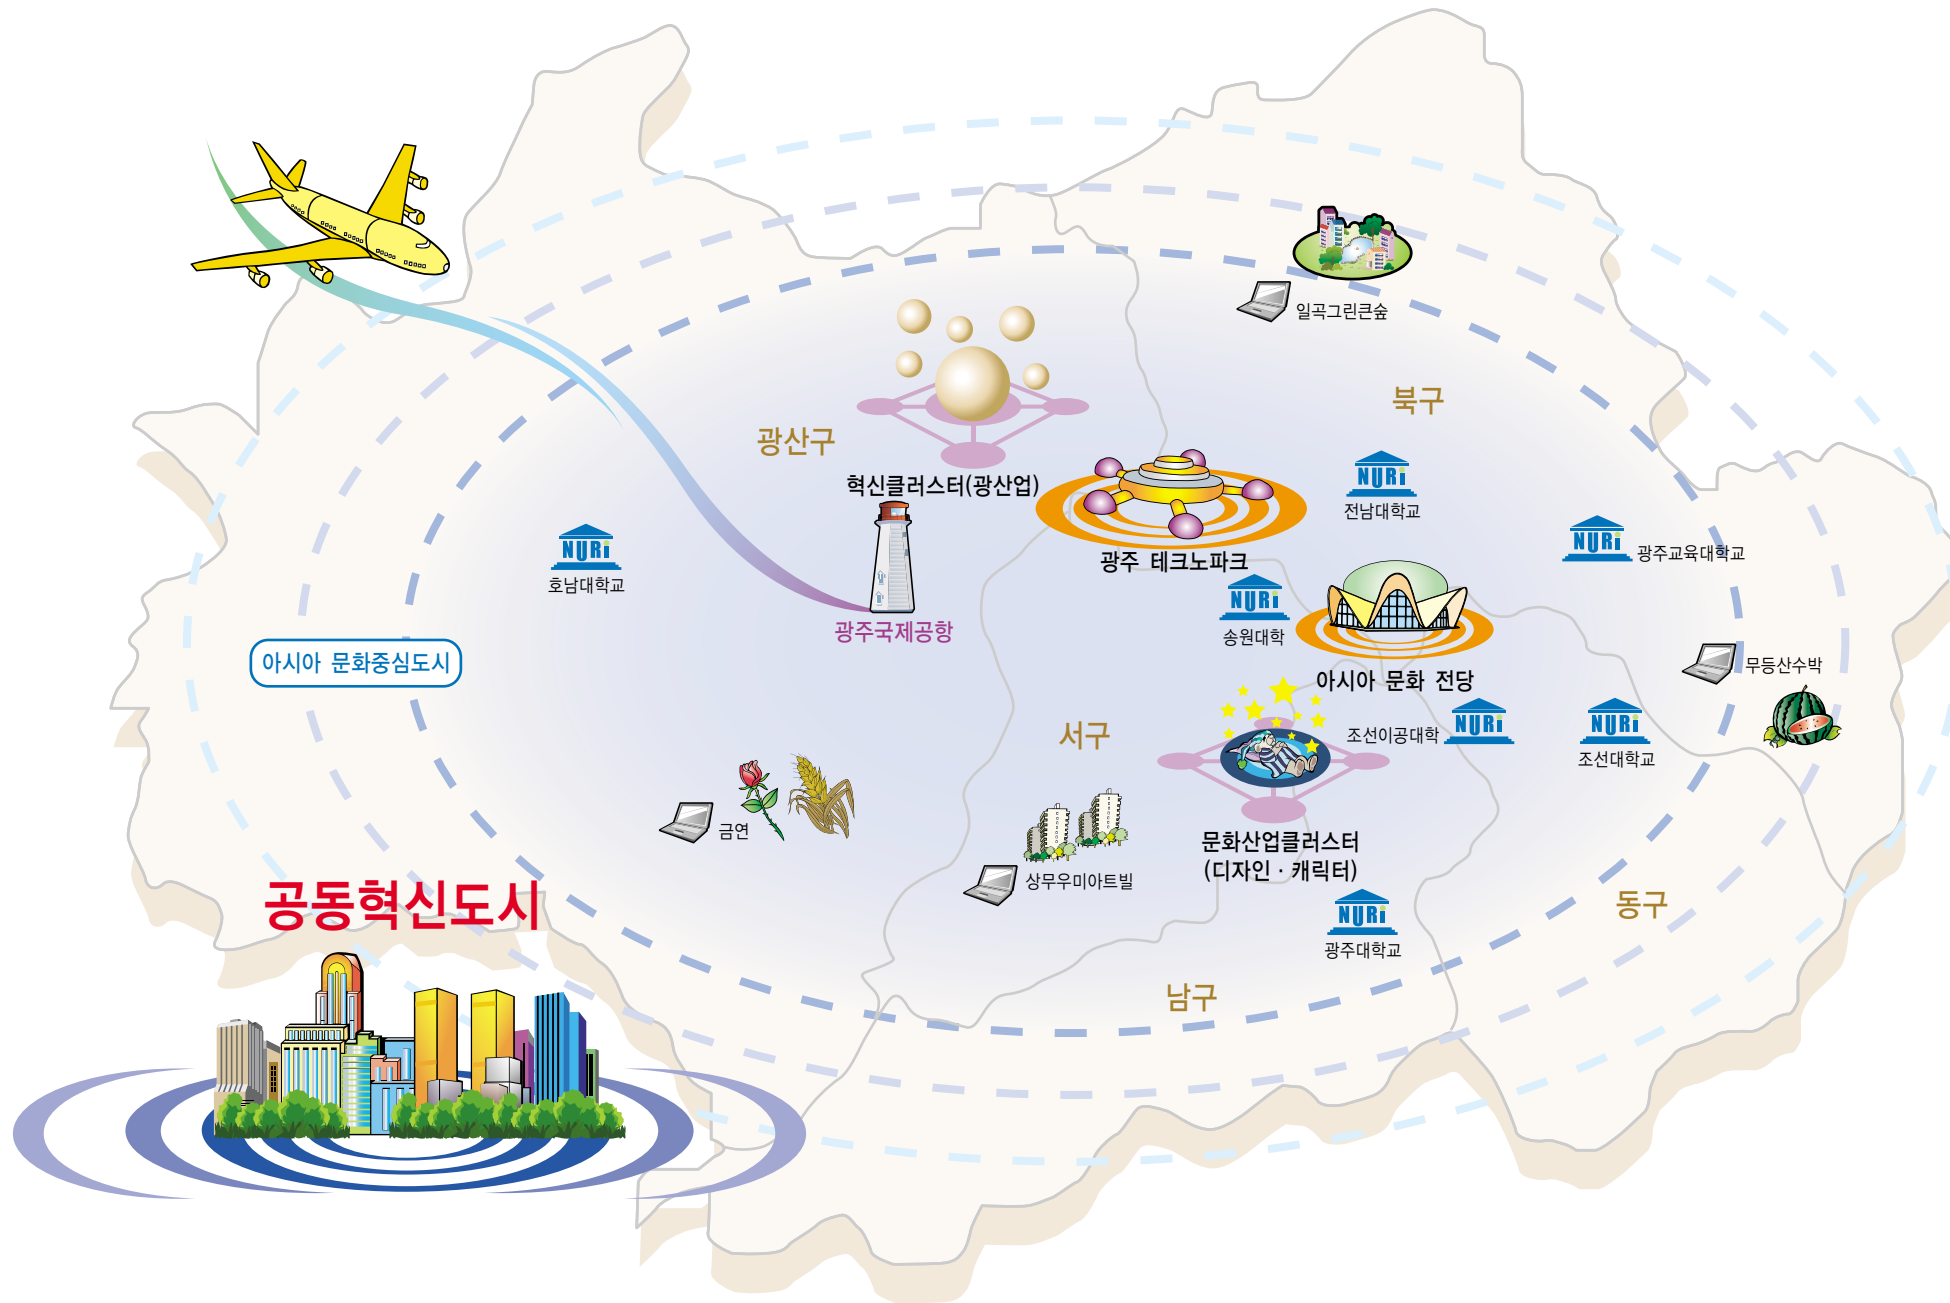 일곡그린큰숲
북구
광산구
혁신클러스터(광산업)
NURi
전남대학교
NURi
광주교육대학교
NURi
호남대학교
광주 테크노파크
NURi
송원대학
광주국제공항
아시아 문화중심도시
아시아 문화 전당
무등산수박
서구
조선이공대학
NURi
NURi
조선대학교
금연
상무우미아트빌
문화산업클러스터
(디자인 · 캐릭터)
공동혁신도시
NURi
광주대학교
동구
남구